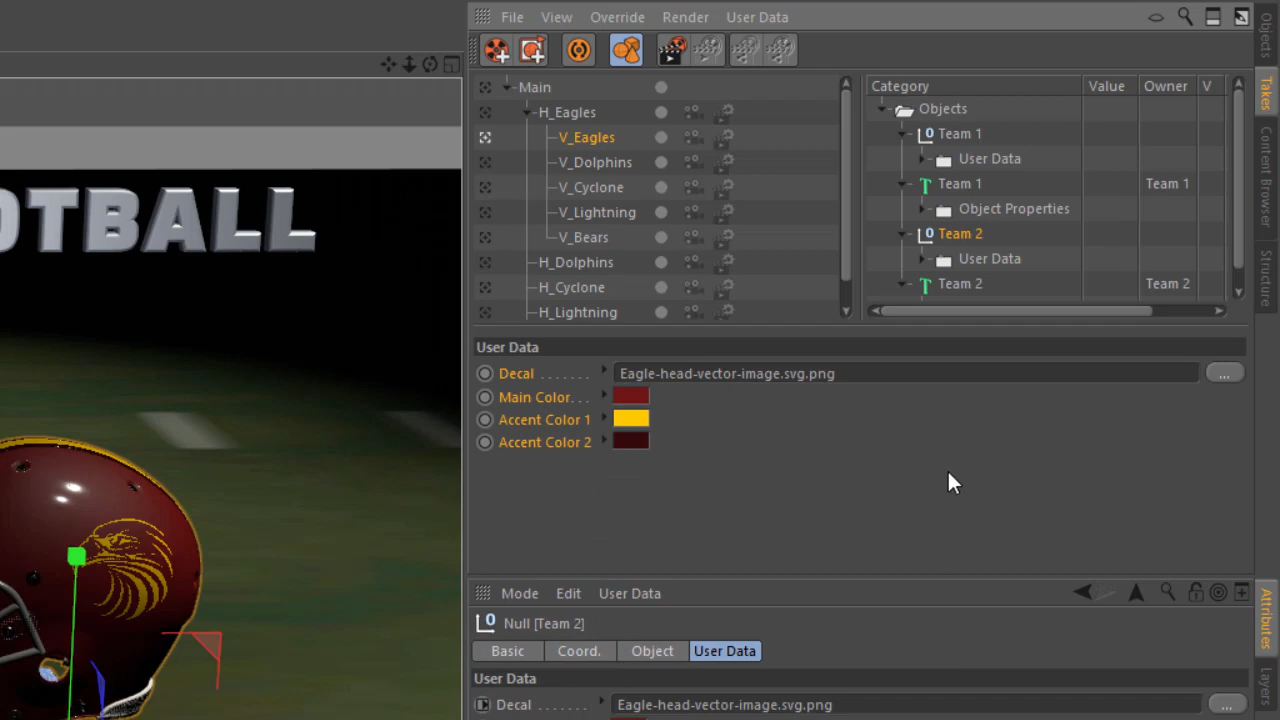 File View Override Render User Data
Main
H_Eagles
V_Eagles
V_Dolphins
V_Cyclone
V_Lightning
V_Bears
H_Dolphins
H_Cyclone
H_Lightning
Category Value Owner V
Objects
0 Team 1
User Data
T Team 1 Team 1
Object Properties
0 Team 2
User Data
T Team 2 Team 2
User Data
Decal ....... Eagle-head-vector-image.svg.png ...
Main Color. . .
Accent Color 1
Accent Color 2
Mode Edit User Data
0 Null [Team 2]
Basic Coord. Object User Data
User Data
Decal ....... Eagle-head-vector-image.svg.png ...
Objects
Takes
Content Browser
Structure
Attributes
Layers
OTBALL